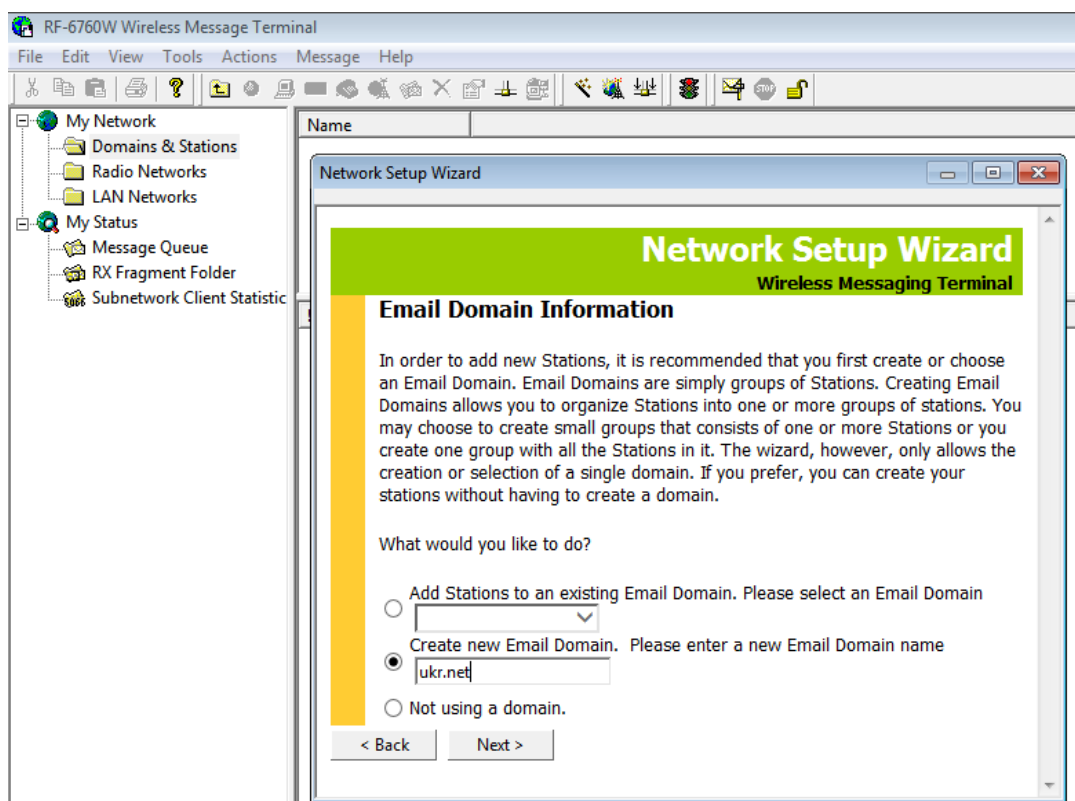 RF-6760W Wireless Message Terminal
File Edit View Tools Actions Message Help
My Network
Domains & Stations
Radio Networks
LAN Networks
My Status
Message Queue
RX Fragment Folder
Subnetwork Client Statistic
Name
Network Setup Wizard
Network Setup Wizard
Wireless Messaging Terminal
Email Domain Information
In order to add new Stations, it is recommended that you first create or choose
an Email Domain. Email Domains are simply groups of Stations. Creating Email
Domains allows you to organize Stations into one or more groups of stations. You
may choose to create small groups that consists of one or more Stations or you
create one group with all the Stations in it. The wizard, however, only allows the
creation or selection of a single domain. If you prefer, you can create your
stations without having to create a domain.
What would you like to do?
Add Stations to an existing Email Domain. Please select an Email Domain
Create new Email Domain.  Please enter a new Email Domain name
ukr.net
Not using a domain.
< Back
Next >